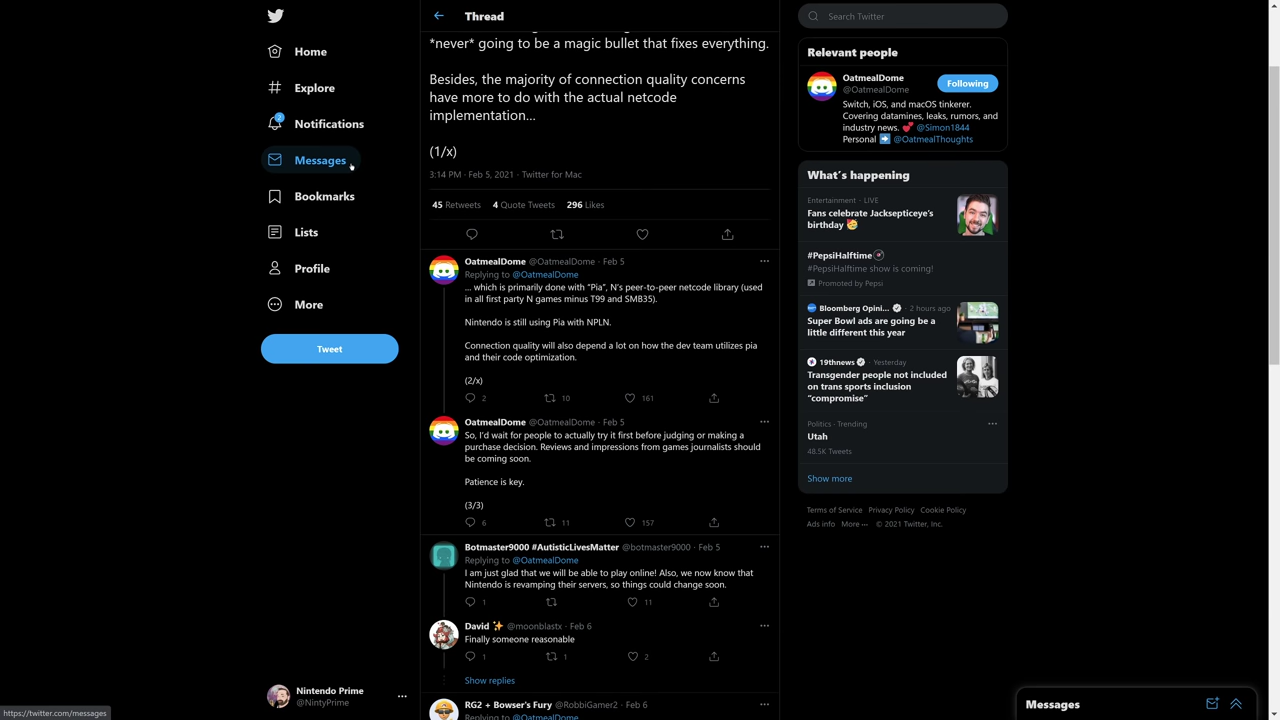 Home
Explore
2
Notifications
Messages
Bookmarks
Lists
Profile
More
Tweet
Nintendo Prime
@NintyPrime
https://twitter.com/messages
Thread
*never* going to be a magic bullet that fixes everything.
Besides, the majority of connection quality concerns
have more to do with the actual netcode
implementation...
(1/x)
3:14 PM · Feb 5, 2021 · Twitter for Mac
45 Retweets 4 Quote Tweets 296 Likes
OatmealDome @OatmealDome · Feb 5
Replying to @OatmealDome
... which is primarily done with "Pia", N's peer-to-peer netcode library (used
in all first party N games minus T99 and SMB35).
Nintendo is still using Pia with NPLN.
Connection quality will also depend a lot on how the dev team utilizes pia
and their code optimization.
(2/x)
2 10 161
OatmealDome @OatmealDome · Feb 5
So, I'd wait for people to actually try it first before judging or making a
purchase decision. Reviews and impressions from games journalists should
be coming soon.
Patience is key.
(3/3)
6 11 157
Botmaster9000 #AutisticLivesMatter @botmaster9000 · Feb 5
Replying to @OatmealDome
I am just glad that we will be able to play online! Also, we now know that
Nintendo is revamping their servers, so things could change soon.
1 11
David ✨ @moonblastx · Feb 6
Finally someone reasonable
1 1 2
Show replies
RG2 + Bowser's Fury @RobbiGamer2 · Feb 6
Replying to @OatmealDome
Search Twitter
Relevant people
OatmealDome
@OatmealDome
Following
Switch, iOS, and macOS tinkerer.
Covering datamines, leaks, rumors, and
industry news. 💕 @Simon1844
Personal ➡️ @OatmealThoughts
What's happening
Entertainment · LIVE
Fans celebrate Jacksepticeye's
birthday 🥳
#PepsiHalftime
#PepsiHalftime show is coming!
Promoted by Pepsi
Bloomberg Opini... · 2 hours ago
Super Bowl ads are going be a
little different this year
19thnews · Yesterday
Transgender people not included
on trans sports inclusion
"compromise"
Politics · Trending
Utah
48.5K Tweets
Show more
Terms of Service Privacy Policy Cookie Policy
Ads info More ··· © 2021 Twitter, Inc.
Messages